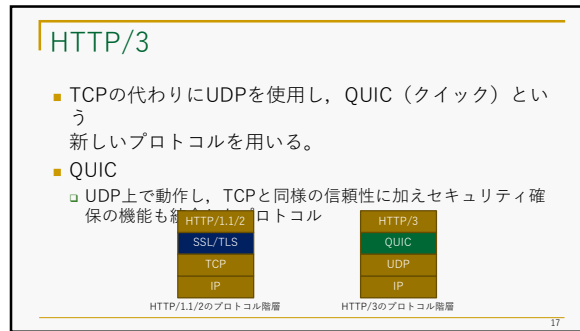 HTTP/3
TCPの代わりにUDPを使用し，QUIC（クイック）とい
う
新しいプロトコルを用いる。
QUIC
UDP上で動作し，TCPと同様の信頼性に加えセキュリティ確
保の機能も プロトコル
HTTP/1.1/2
SSL/TLS
TCP
IP
HTTP/1.1/2のプロトコル階層
HTTP/3
QUIC
UDP
IP
HTTP/3のプロトコル階層
17